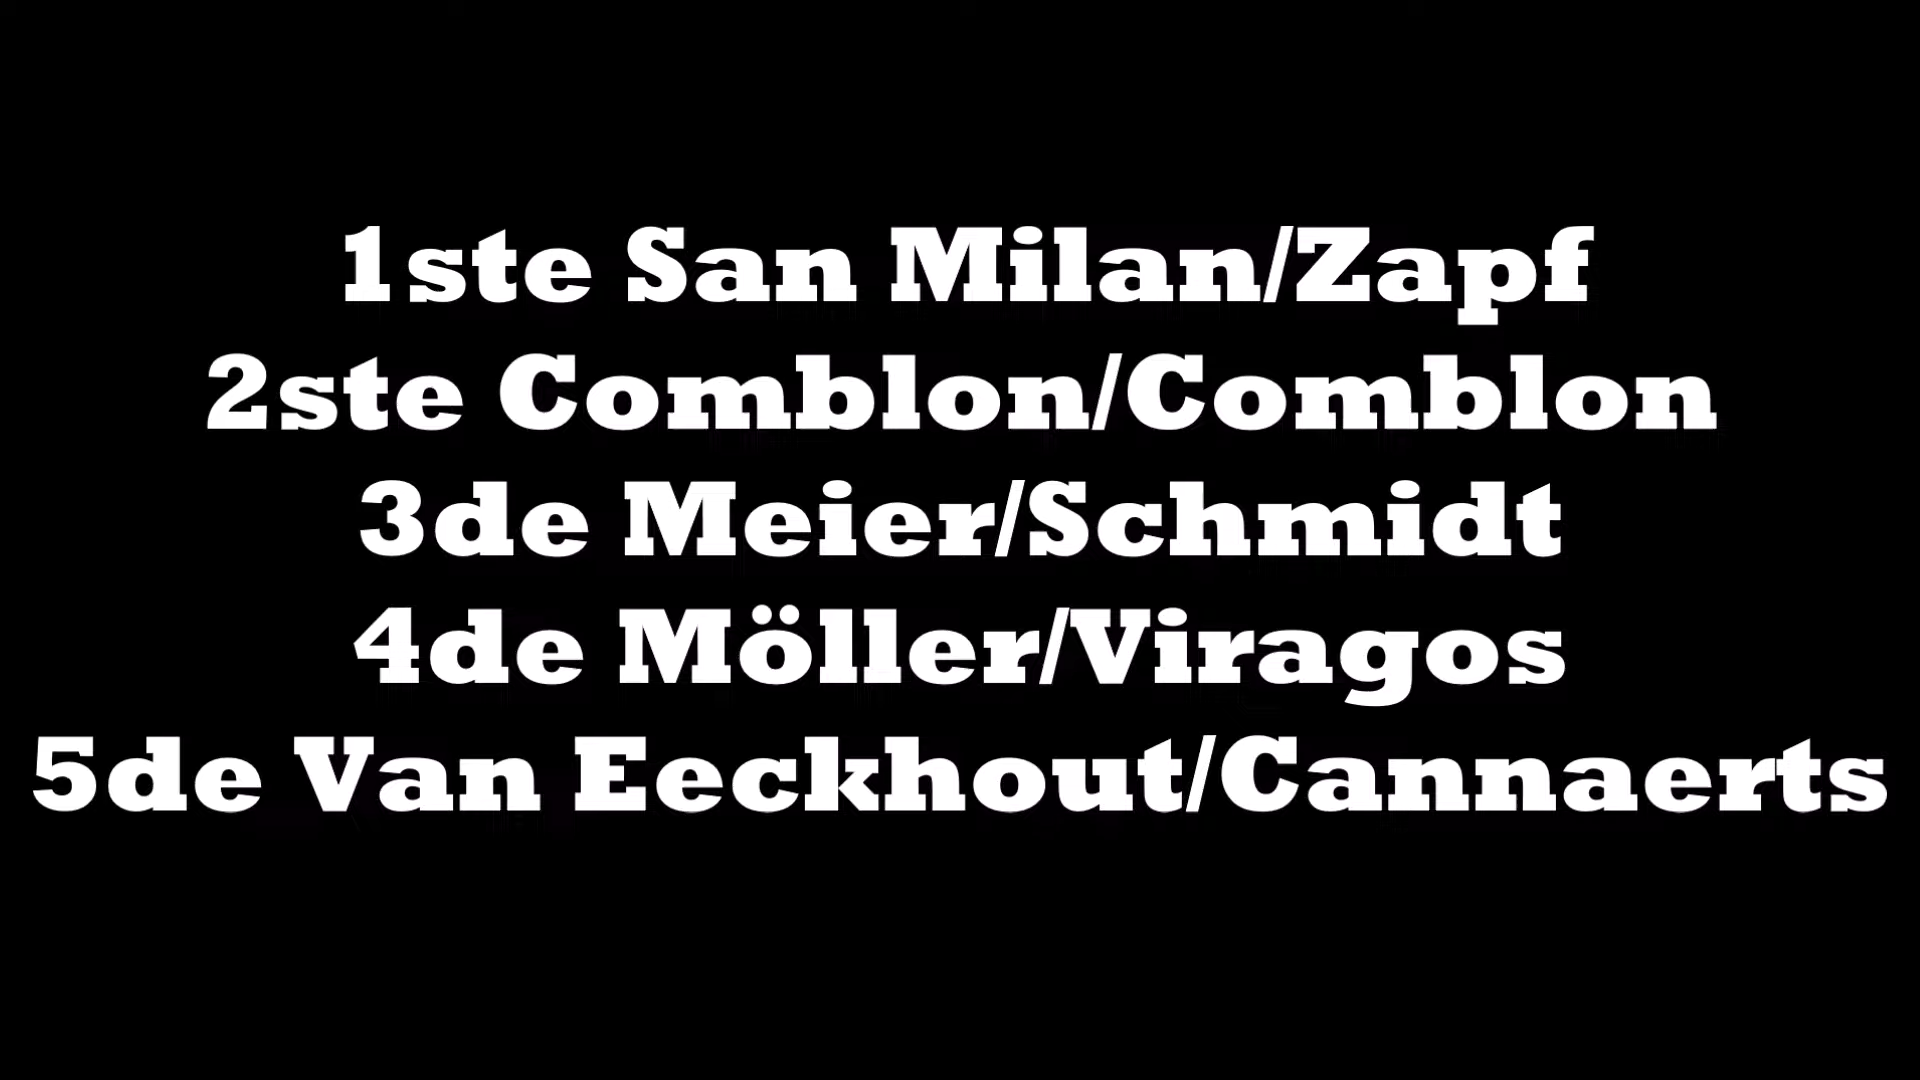 1ste San Milan/Zapf
2ste Comblon/Comblon
3de Meier/Schmidt
4de Möller/Viragos
5de Van Eeckhout/Cannaerts